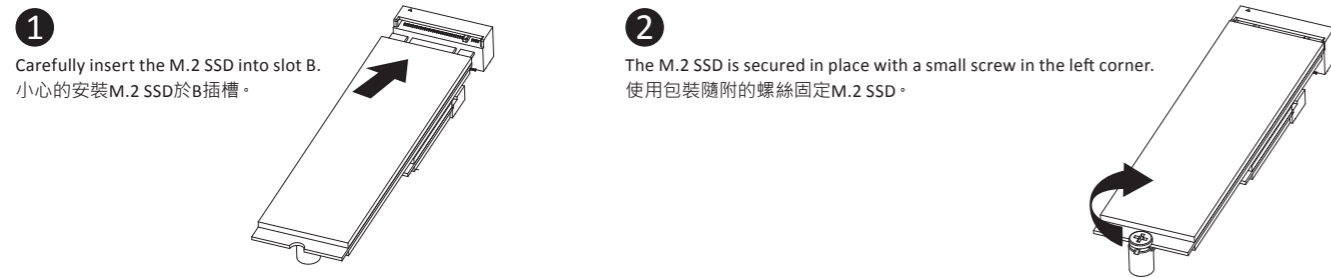 1
Carefully insert the M.2 SSD into slot B.
小心的安裝M.2 SSD於B插槽。
2
The M.2 SSD is secured in place with a small screw in the left corner.
使用包裝隨附的螺絲固定M.2 SSD。